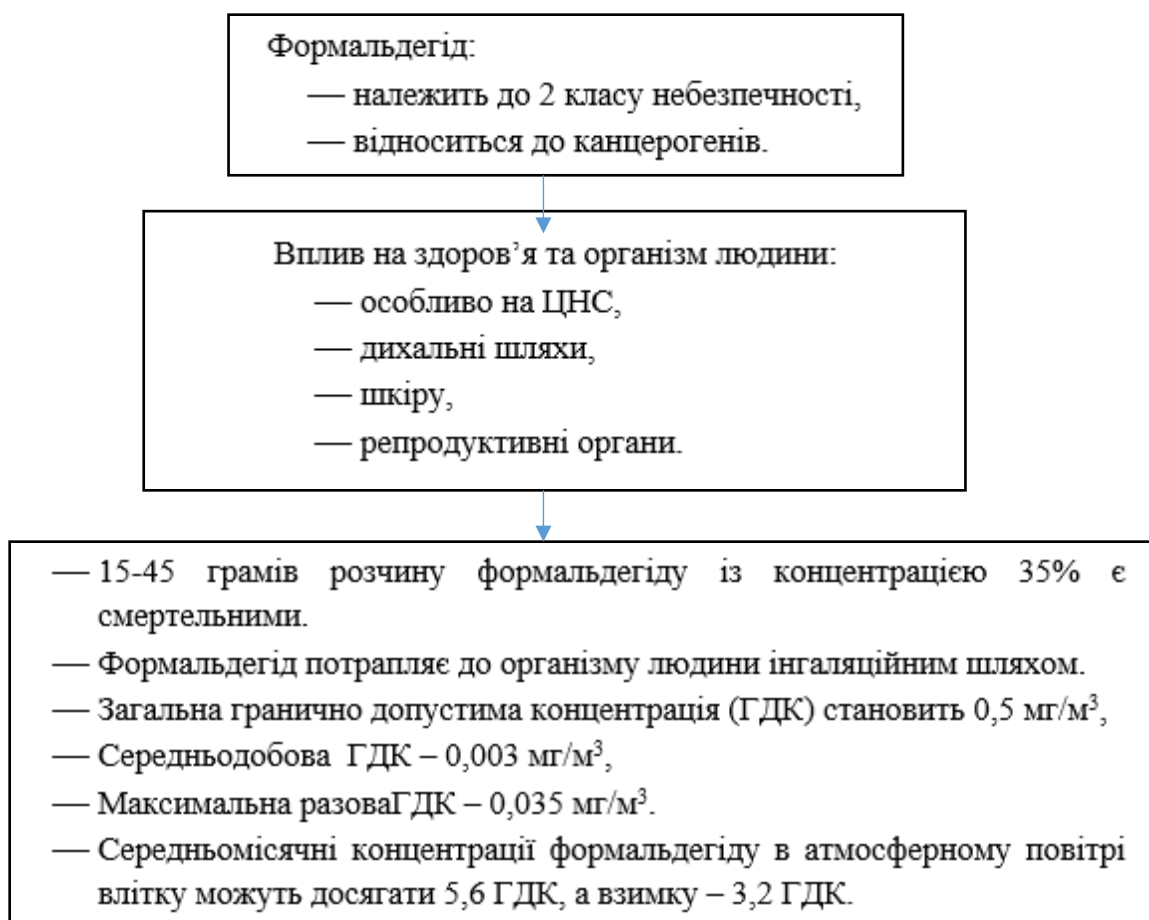 Формальдегід:
— належить до 2 класу небезпечності,
— відноситься до канцерогенів.
Вплив на здоров’я та організм людини:
— особливо на ЦНС,
— дихальні шляхи,
— шкіру,
— репродуктивні органи.
— 15-45 грамів розчину формальдегіду із концентрацією 35% є
смертельними.
— Формальдегід потрапляє до організму людини інгаляційним шляхом.
— Загальна гранично допустима концентрація (ГДК) становить 0,5 мг/м³,
— Середньодобова ГДК – 0,003 мг/м³,
— Максимальна разоваГДК – 0,035 мг/м³.
— Середньомісячні концентрації формальдегіду в атмосферному повітрі
влітку можуть досягати 5,6 ГДК, а взимку – 3,2 ГДК.